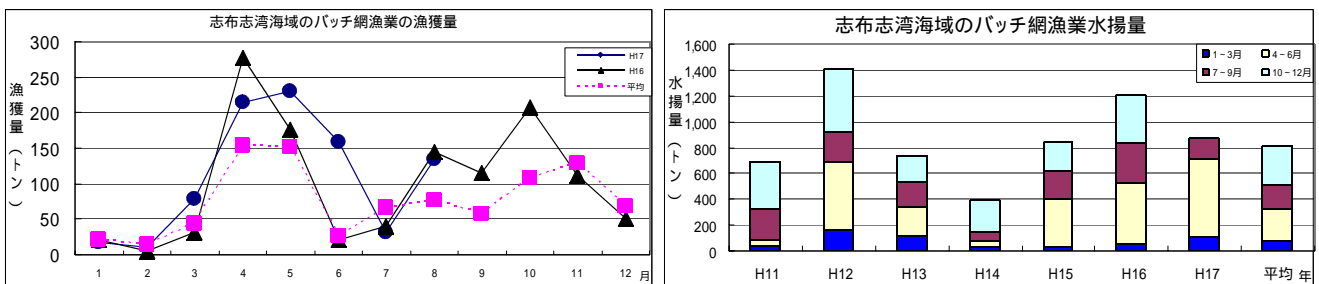 志布志湾海域のバッチ網漁業の漁獲量
漁獲量(トン)
300
250
200
150
100
50
0
H17
H16
平均
1 2 3 4 5 6 7 8 9 10 11 12 月
志布志湾海域のバッチ網漁業水揚量
水揚量(トン)
1,600
1,400
1,200
1,000
800
600
400
200
0
1-3月 4-6月
7-9月 10-12月
H11 H12 H13 H14 H15 H16 H17 平均 年